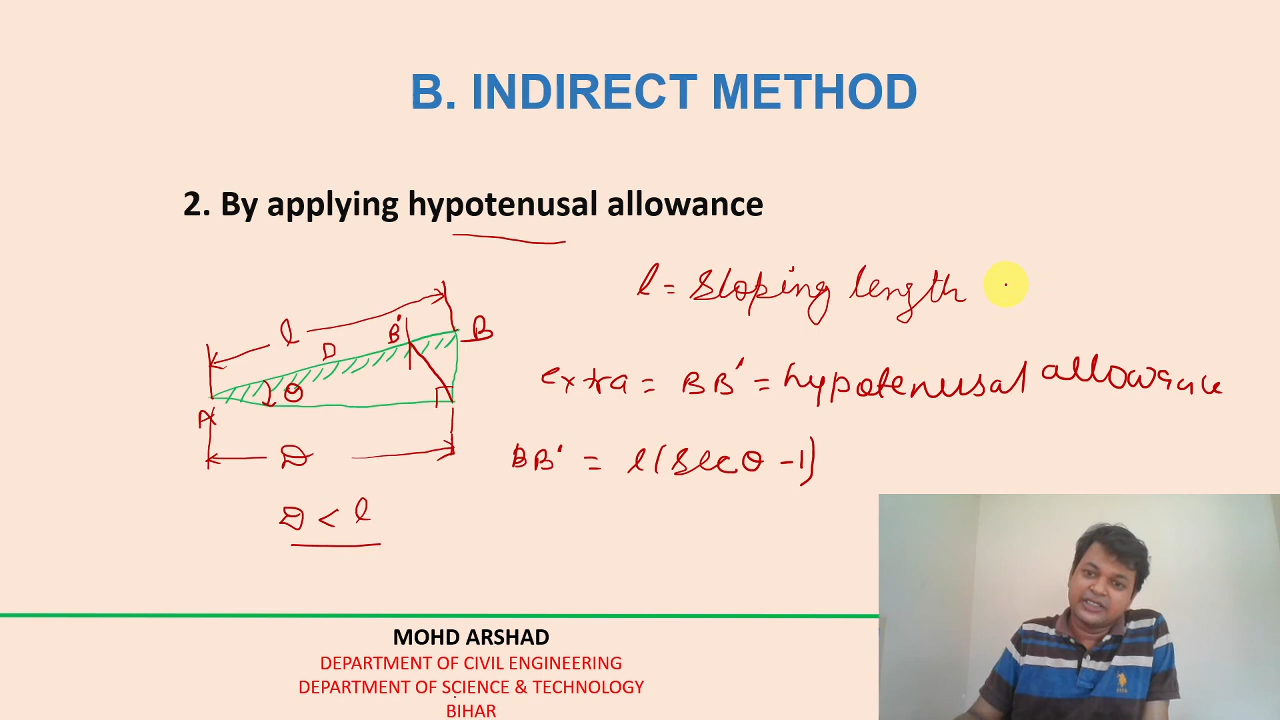 B. INDIRECT METHOD
2. By applying hypotenusal allowance
l = sloping length
l
D
B'
B
θ
A
extra = BB' = hypotenusal allowance
D
BB' = l(secθ -1)
D < l
MOHD ARSHAD
DEPARTMENT OF CIVIL ENGINEERING
DEPARTMENT OF SCIENCE & TECHNOLOGY
BIHAR